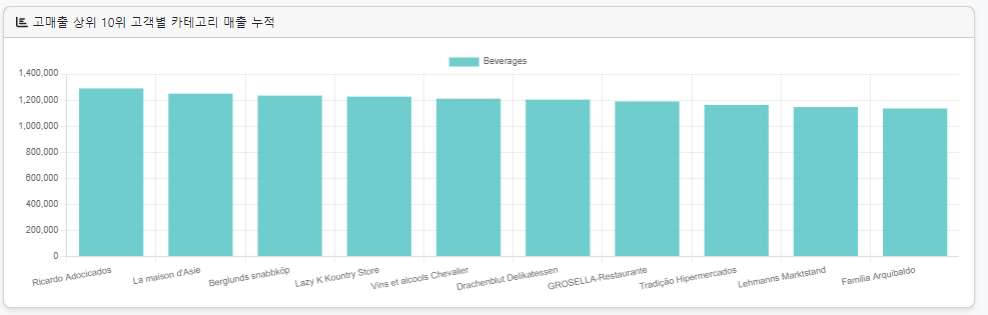 고매출 상위 10위 고객별 카테고리 매출 누적
Beverages
1,400,000
1,200,000
1,000,000
800,000
600,000
400,000
200,000
0
Ricardo Adocicados
La maison d'Asie
Berglunds snabbköp
Lazy K Kountry Store
Vins et alcools Chevalier
Drachenblut Delikatessen
GROSELLA-Restaurante
Tradição Hipermercados
Lehmanns Marktstand
Familia Arquibaldo